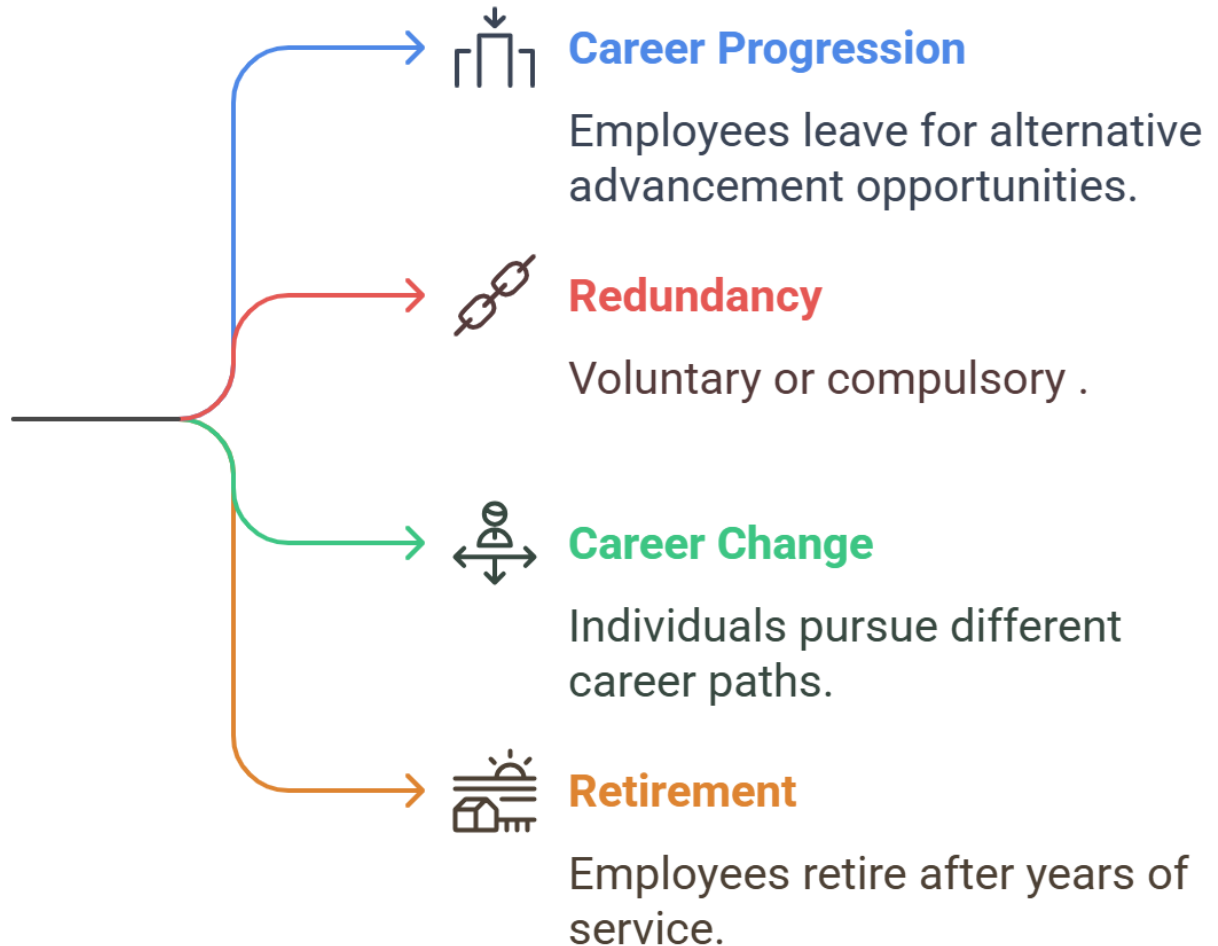 Career Progression
Employees leave for alternative
advancement opportunities.
Redundancy
Voluntary or compulsory .
Career Change
Individuals pursue different
career paths.
Retirement
Employees retire after years of
service.